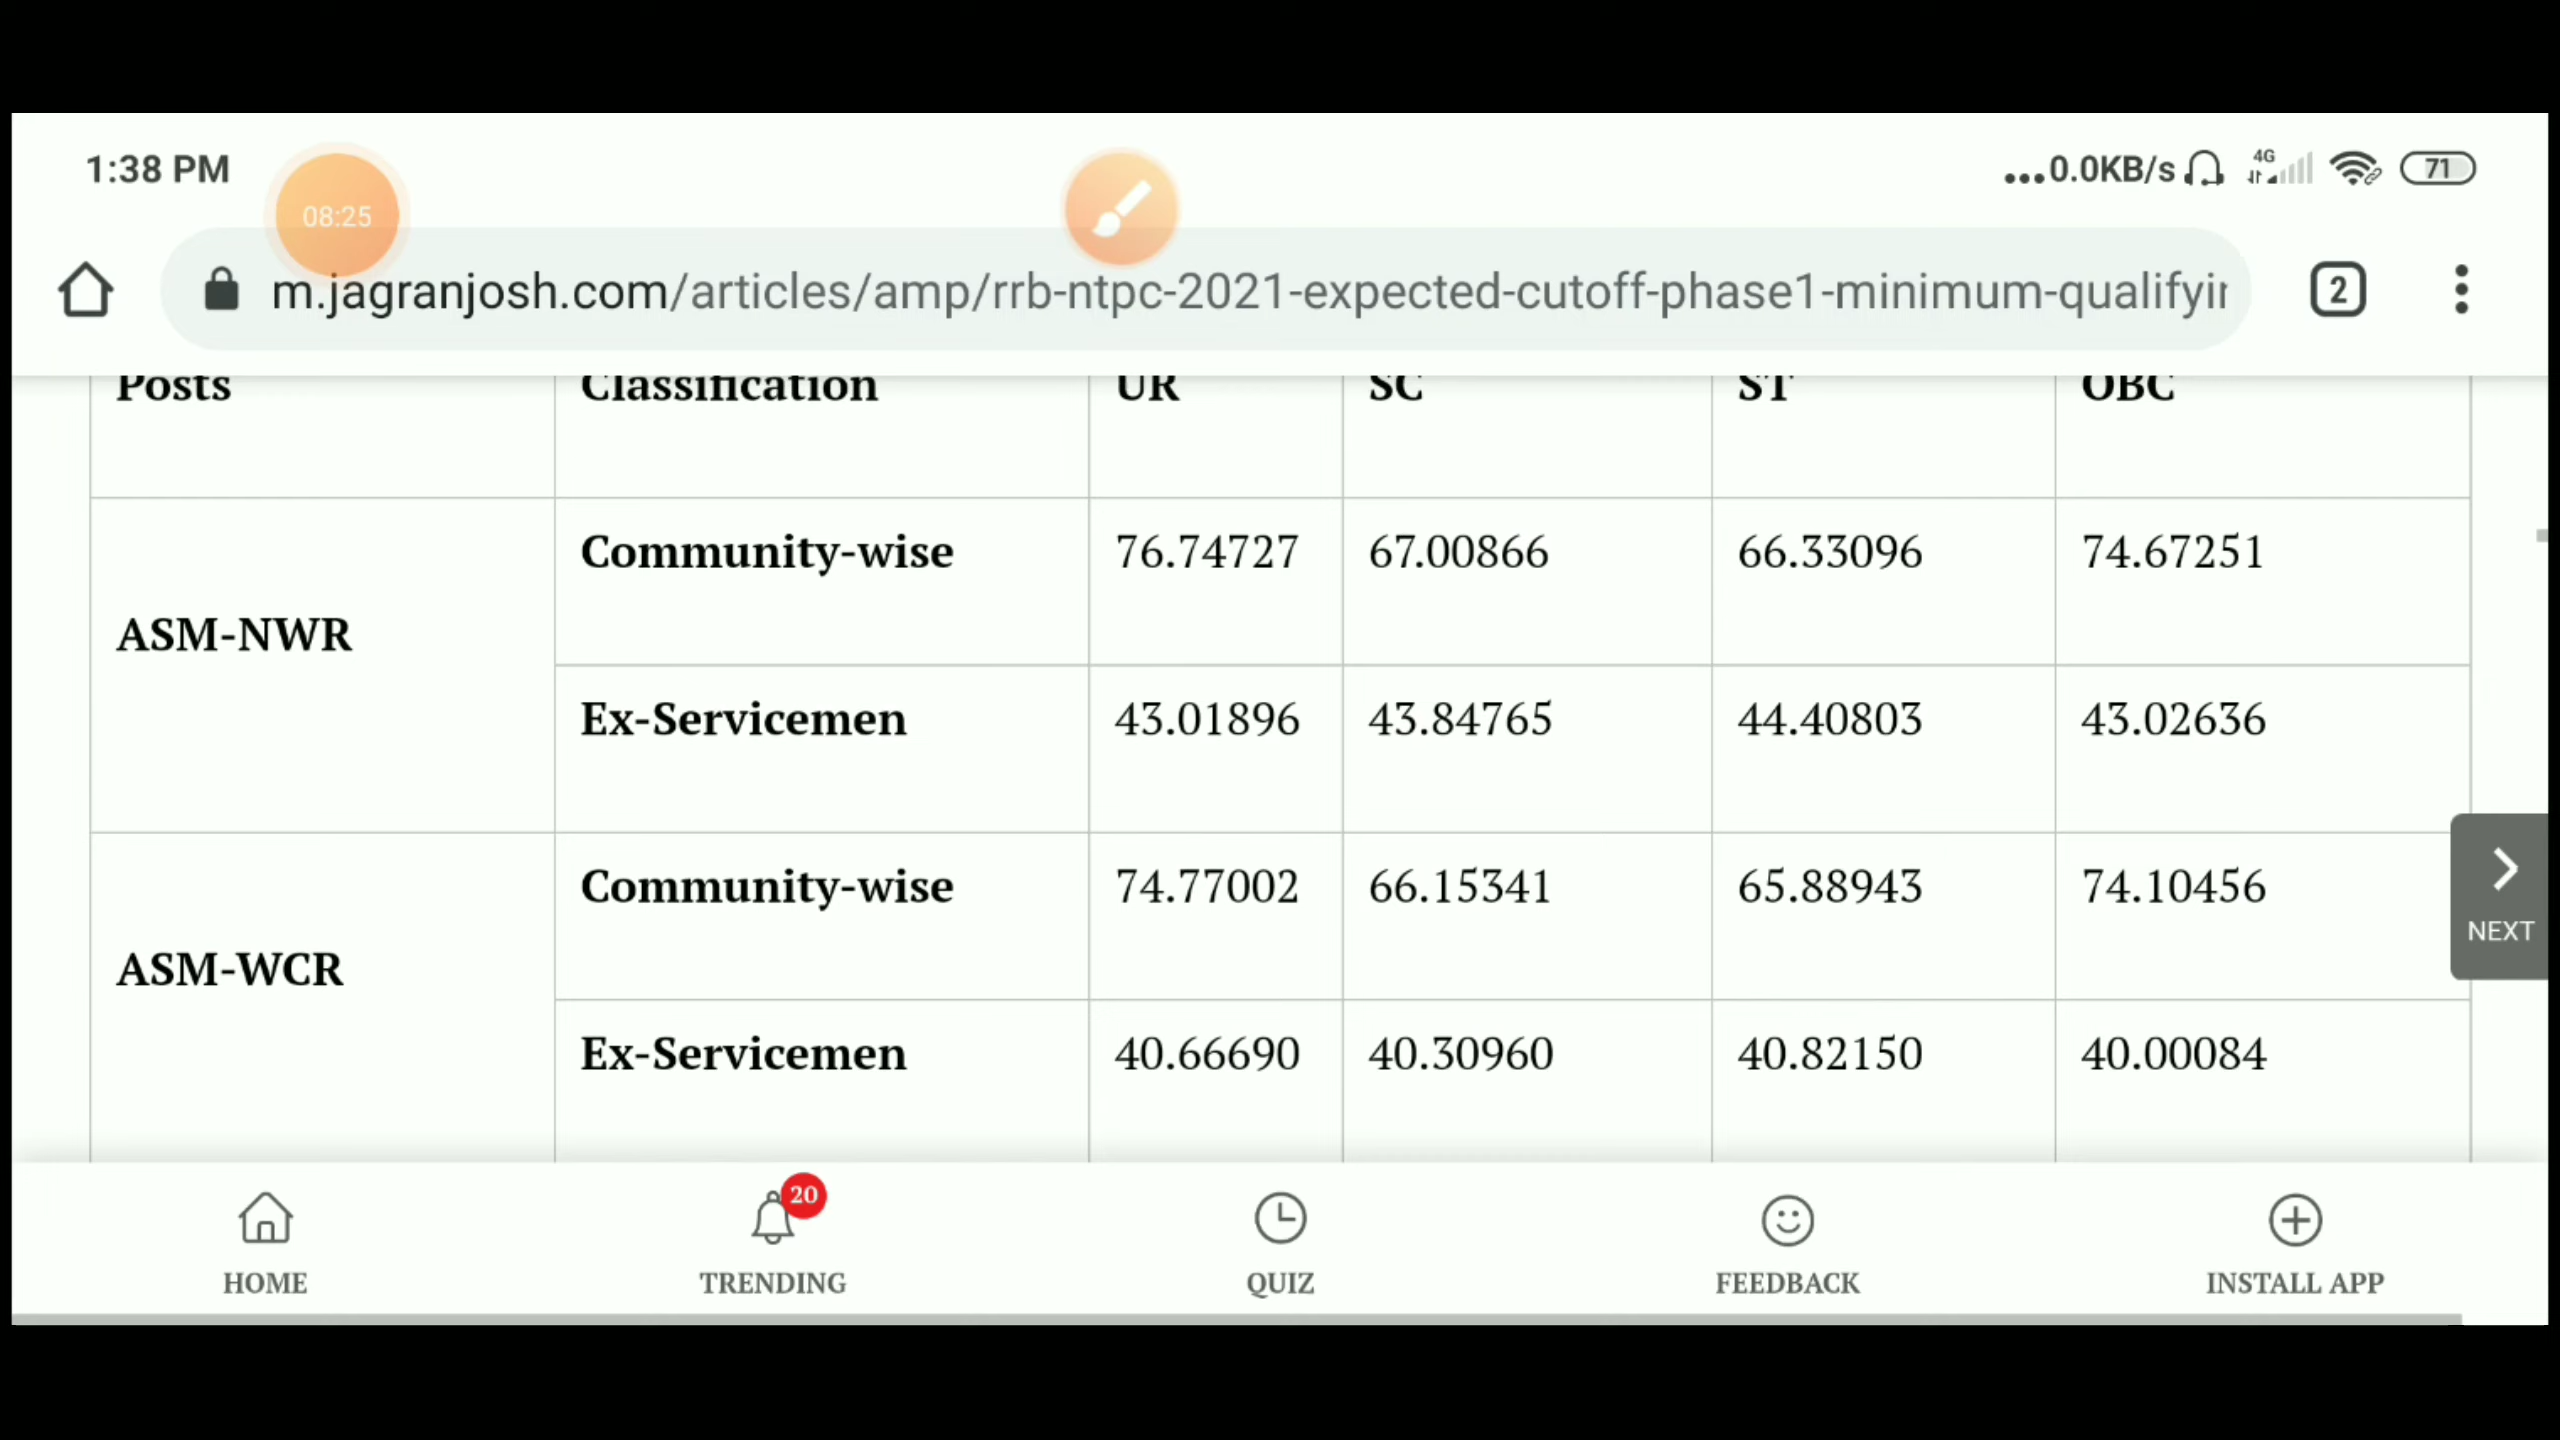 1:38 PM
08:25
...0.0KB/s 4G 71
m.jagranjosh.com/articles/amp/rrb-ntpc-2021-expected-cutoff-phase1-minimum-qualifyin
2
Posts Classification UR SC ST OBC
ASM-NWR
Community-wise 76.74727 67.00866 66.33096 74.67251
Ex-Servicemen 43.01896 43.84765 44.40803 43.02636
ASM-WCR
Community-wise 74.77002 66.15341 65.88943 74.10456
Ex-Servicemen 40.66690 40.30960 40.82150 40.00084
NEXT
20
HOME TRENDING QUIZ FEEDBACK INSTALL APP